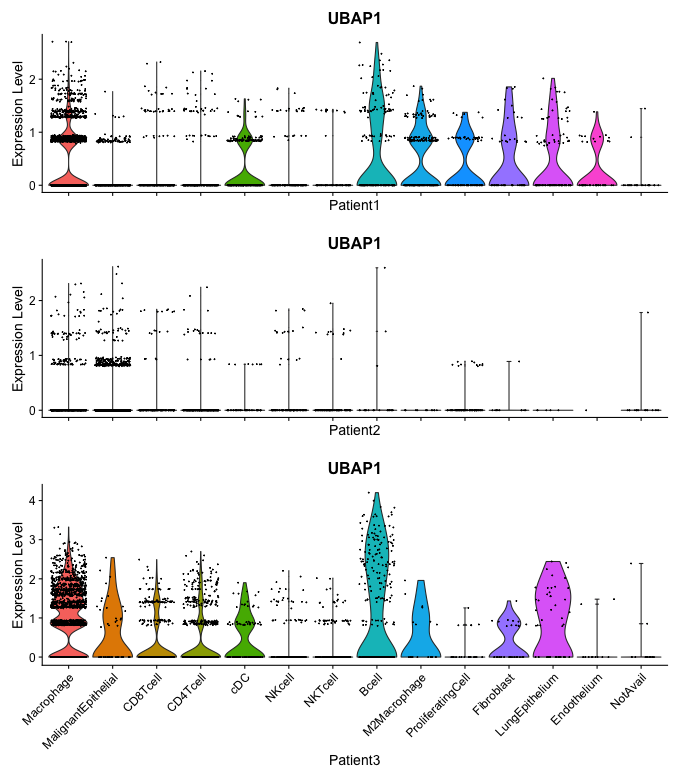 UBAP1
Expression Level
2
1
0
Patient1
UBAP1
Expression Level
2
1
0
Patient2
UBAP1
Expression Level
4
3
2
1
0
Macrophage
MalignantEpithelial
CD8Tcell
CD4Tcell
cDC
NKcell
NKTcell
Bcell
M2Macrophage
ProliferatingCell
Fibroblast
LungEpithelium
Endothelium
NotAvail
Patient3